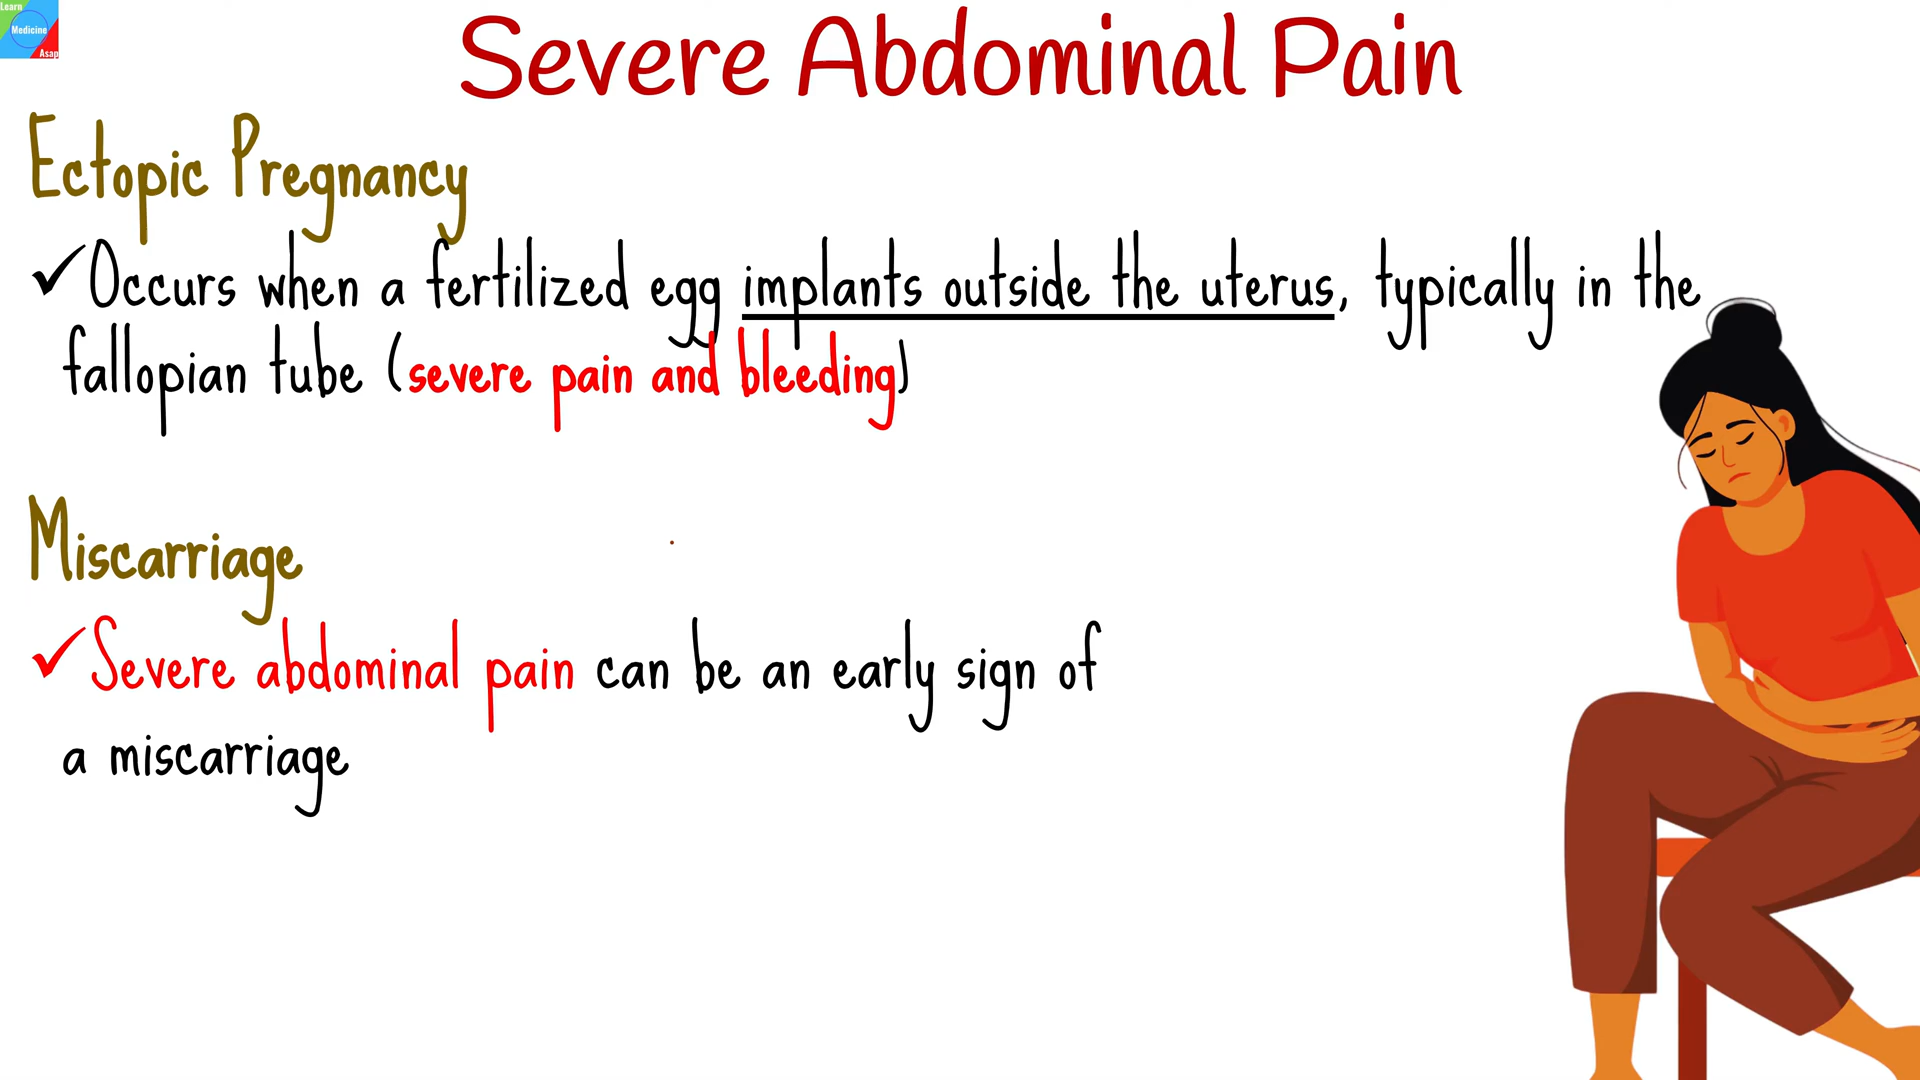 Learn
Medicine
Asap
Severe Abdominal Pain
Ectopic Pregnancy
✓Occurs when a fertilized egg implants outside the uterus, typically in the
fallopian tube (severe pain and bleeding)
Miscarriage
✓Severe abdominal pain can be an early sign of
a miscarriage